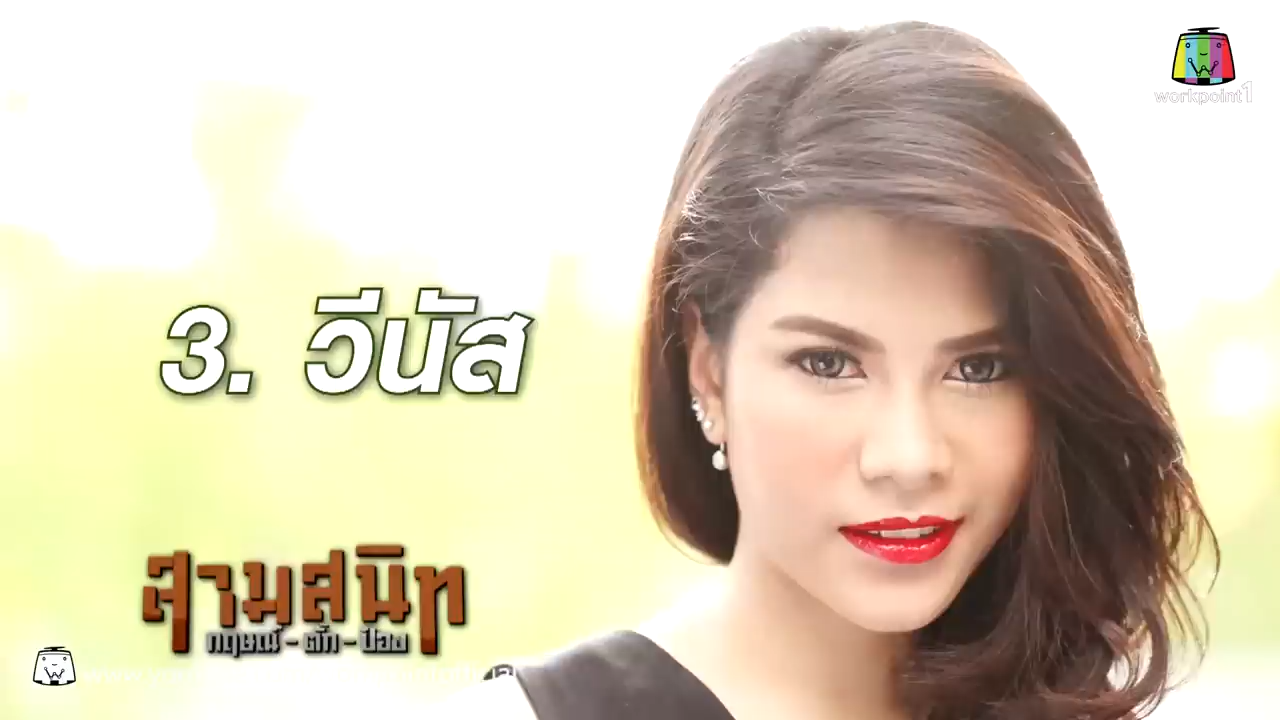 workpoint1
3. วีนัส
สามสนิท
กฤษณ์ - ตั๊ก - ป๋อง